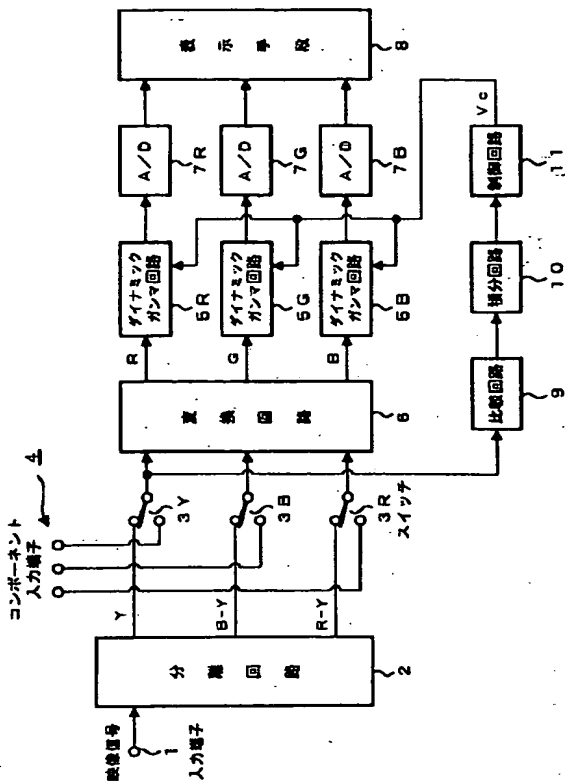 映像信号
1
入力端子
分離回路
2
Y
B-Y
R-Y
コンポーネント
入力端子
4
3Y
3B
3R
スイッチ
変換回路
6
R
G
B
ダイナミック
ガンマ回路
5R
ダイナミック
ガンマ回路
5G
ダイナミック
ガンマ回路
5B
A/D
7R
A/D
7G
A/D
7B
表示手段
8
比較回路
9
積分回路
10
制御回路
11
Vc